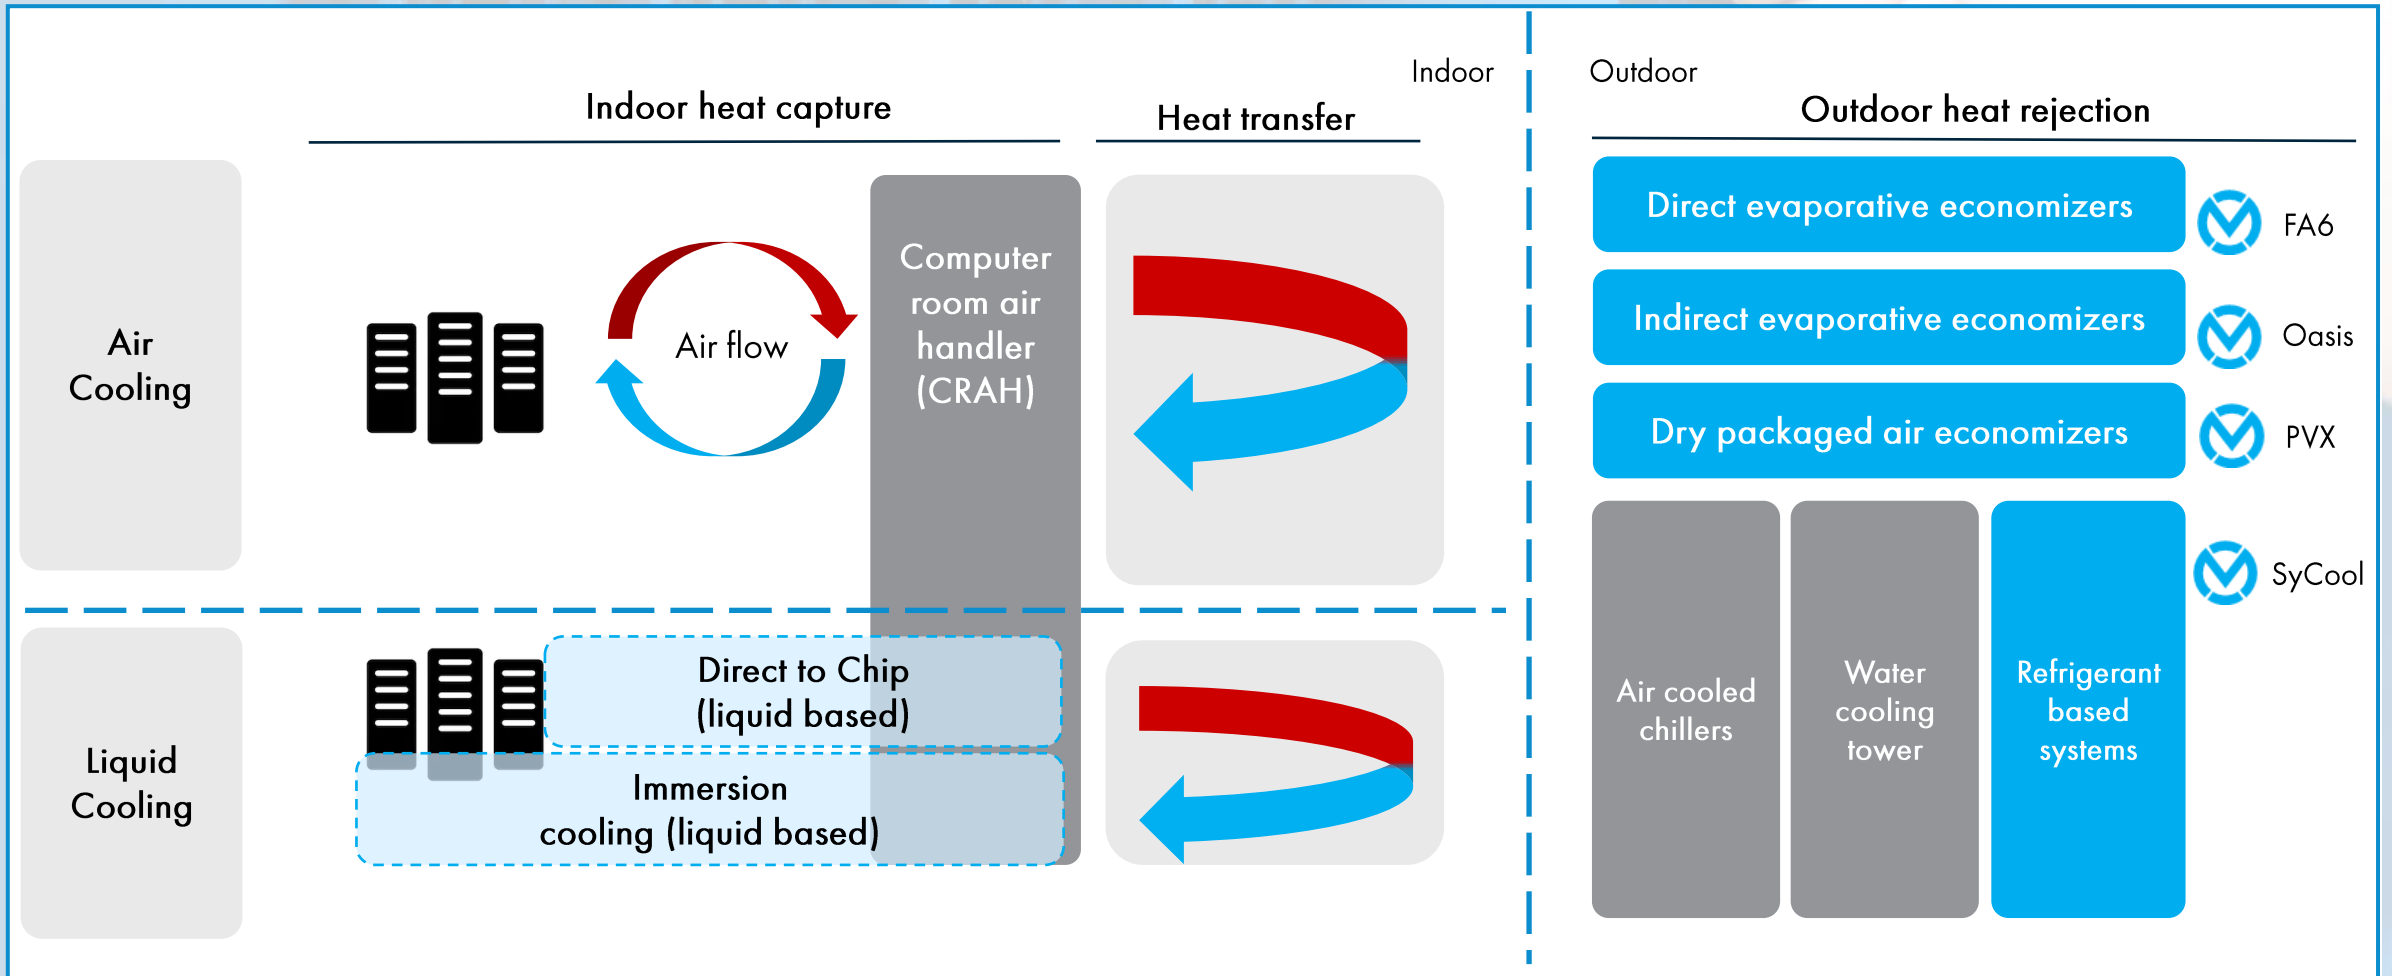 Indoor
Outdoor
Indoor heat capture
Heat transfer
Outdoor heat rejection
Air
Cooling
Air flow
Computer
room air
handler
(CRAH)
Direct evaporative economizers
FA6
Indirect evaporative economizers
Oasis
Dry packaged air economizers
PVX
SyCool
Liquid
Cooling
Direct to Chip
(liquid based)
Immersion
cooling (liquid based)
Air cooled
chillers
Water
cooling
tower
Refrigerant
based
systems